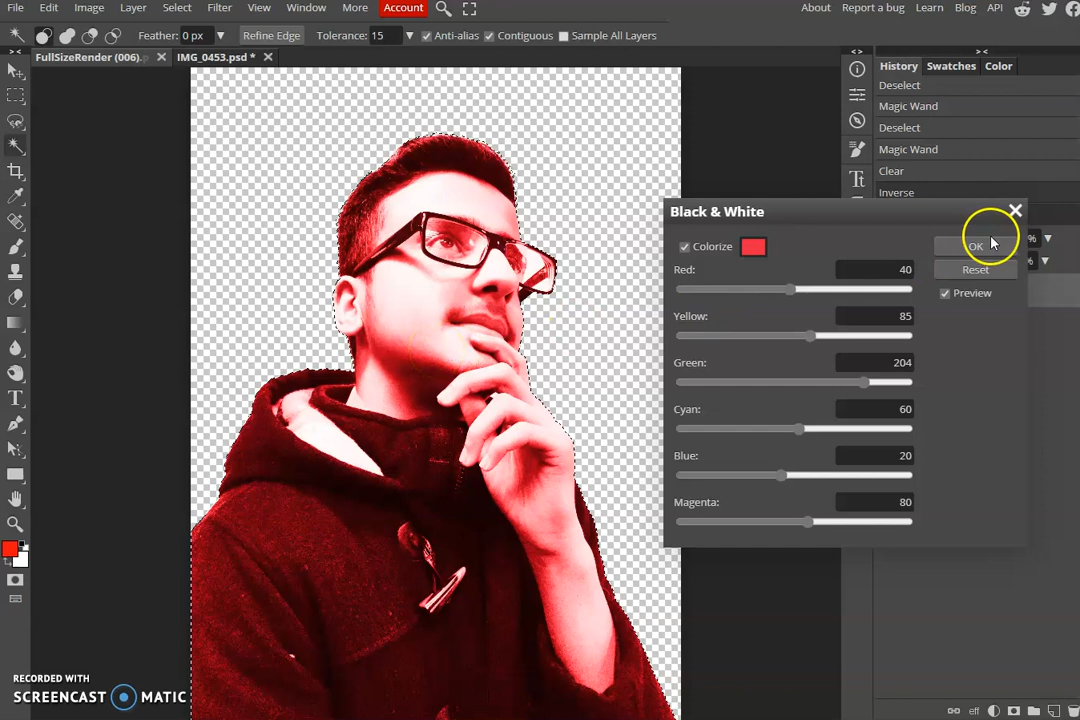 File Edit Image Layer Select Filter View Window More Account About Report a bug Learn Blog API
Feather: 0 px Refine Edge Tolerance: 15 Anti-alias Contiguous Sample All Layers
FullSizeRender (006).p IMG_0453.psd *
History Swatches Color
Deselect
Magic Wand
Deselect
Magic Wand
Clear
Inverse
Black & White
Colorize OK %
Red: 40 Reset %
Preview
Yellow: 85
Green: 204
Cyan: 60
Blue: 20
Magenta: 80
RECORDED WITH
SCREENCAST MATIC
eff